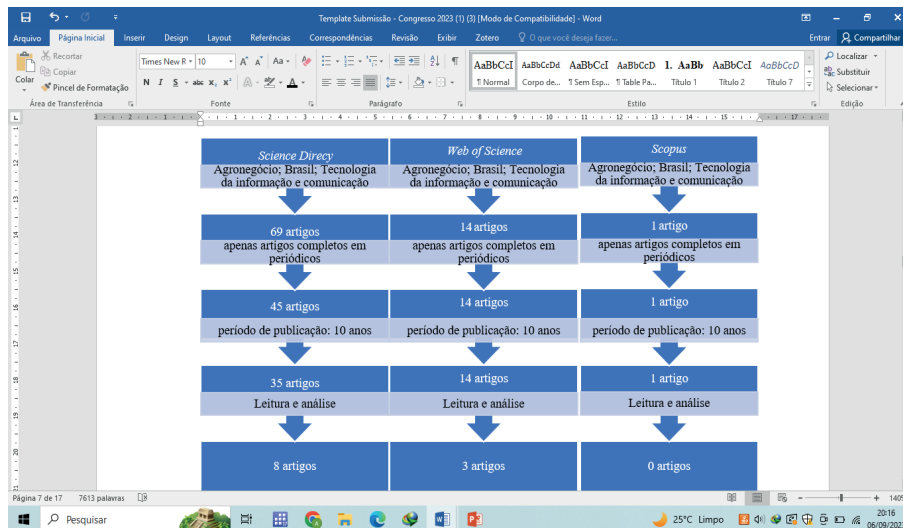 Template Submissão - Congresso 2023 (1) (3) [Modo de Compatibilidade] - Word
Arquivo Página Inicial Inserir Design Layout Referências Correspondências Revisão Exibir Zotero O que você deseja fazer... Entrar Compartilhar
Colar
Recortar
Copiar
Pincel de Formatação
Área de Transferência
Times New R 10
N I S abc x₂ x²
Fonte
Parágrafo
AaBbCcI AaBbCcDd AaBbCcI AaBbCcD 1. AaBb AaBbCcI AaBbCcD
¶ Normal Corpo de... ¶ Sem Esp... ¶ Table Pa... Título 1 Título 2 Título 7
Estilo
Localizar
Substituir
Selecionar
Edição
Science Direcy
Agronegócio; Brasil; Tecnologia
da informação e comunicação
69 artigos
apenas artigos completos em
periódicos
45 artigos
período de publicação: 10 anos
35 artigos
Leitura e análise
8 artigos
Web of Science
Agronegócio; Brasil; Tecnologia
da informação e comunicação
14 artigos
apenas artigos completos em
periódicos
14 artigos
período de publicação: 10 anos
14 artigos
Leitura e análise
3 artigos
Scopus
Agronegócio; Brasil; Tecnologia
da informação e comunicação
1 artigo
apenas artigos completos em
periódicos
1 artigo
período de publicação: 10 anos
1 artigo
Leitura e análise
0 artigos
Página 7 de 17 7613 palavras
Pesquisar
25°C Limpo
20:16